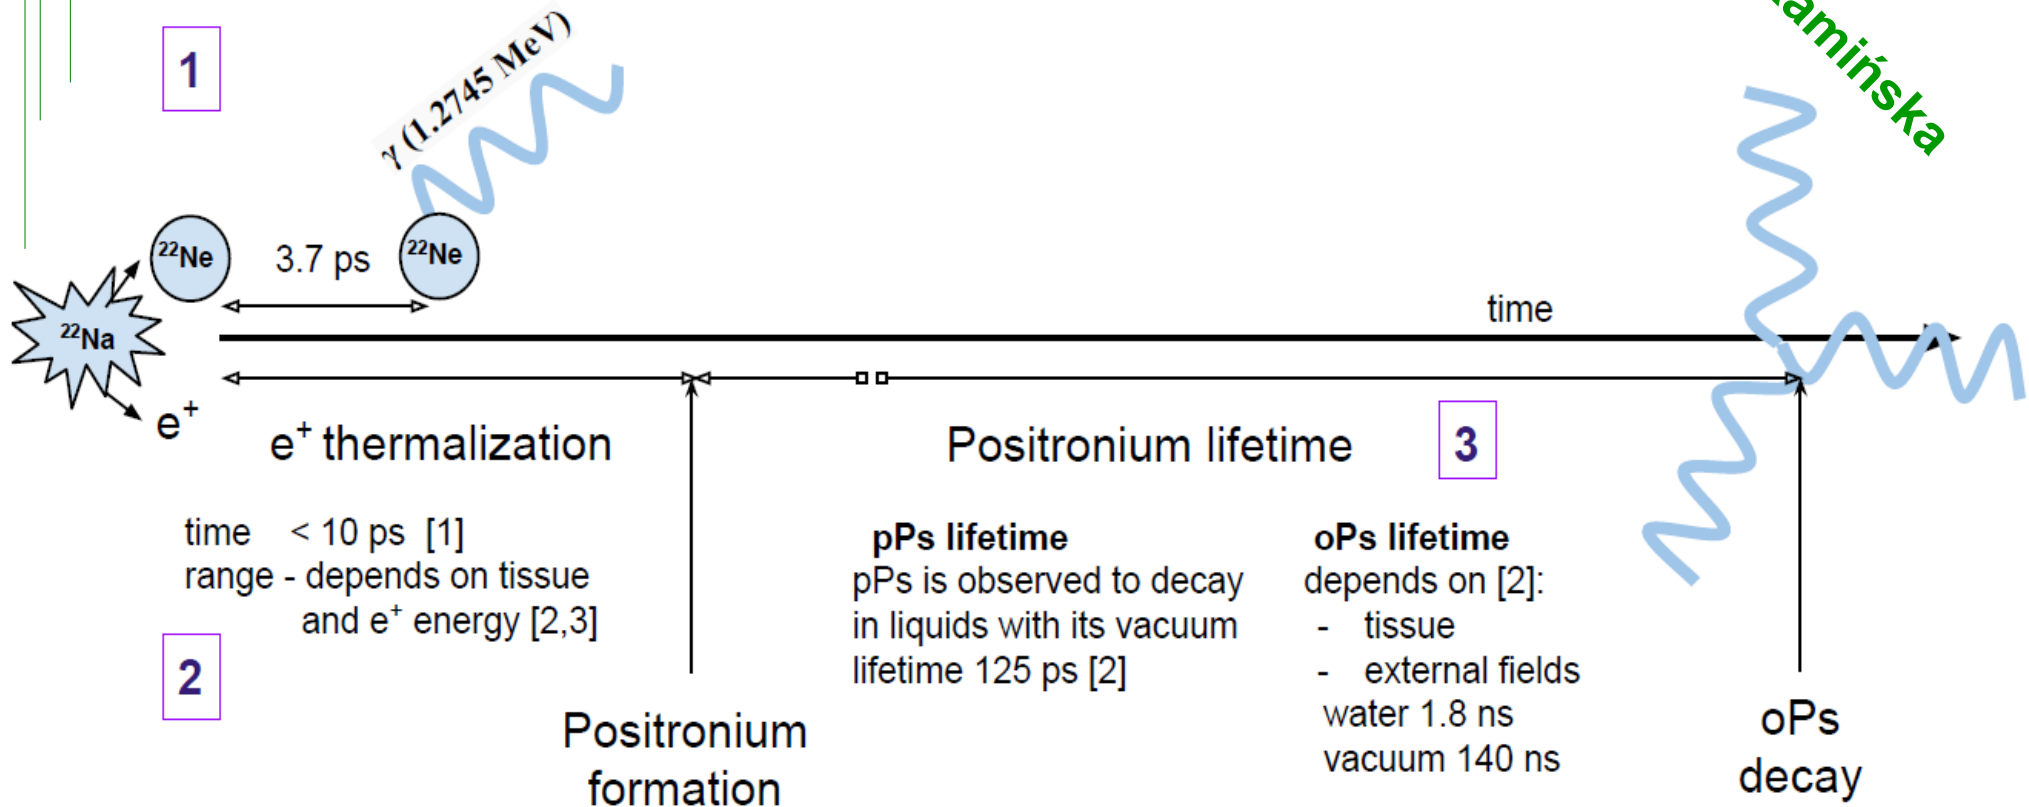 1
γ (1.2745 MeV)
amińska
²²Ne
3.7 ps
²²Ne
²²Na
time
e⁺
e⁺ thermalization
Positronium lifetime
3
time < 10 ps [1]
range - depends on tissue
and e⁺ energy [2,3]
2
pPs lifetime
pPs is observed to decay
in liquids with its vacuum
lifetime 125 ps [2]
oPs lifetime
depends on [2]:
- tissue
- external fields
water 1.8 ns
vacuum 140 ns
Positronium
formation
oPs
decay